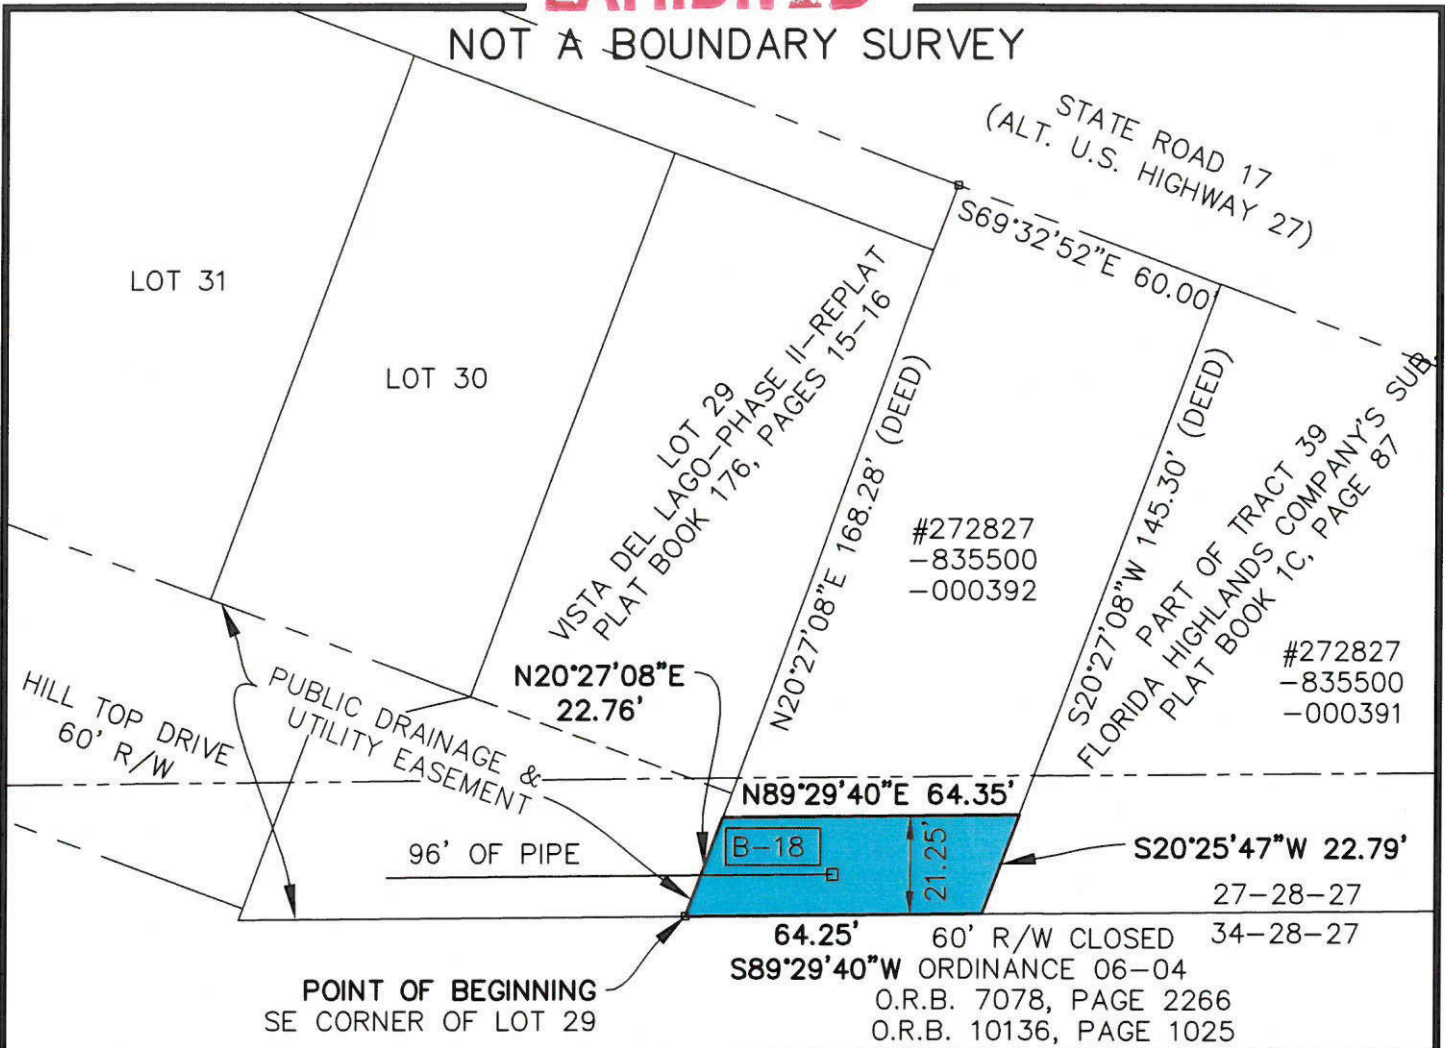 NOT A BOUNDARY SURVEY
STATE ROAD 17
(ALT. U.S. HIGHWAY 27)
S69°32'52"E 60.00'
LOT 31
LOT 30
LOT 29
VISTA DEL LAGO-PHASE II-REPLAT
PLAT BOOK 176, PAGES 15-16
N20°27'08"E 168.28' (DEED)
#272827
-835500
-000392
S20°27'08"W 145.30' (DEED)
PART OF TRACT 39
FLORIDA HIGHLANDS COMPANY'S SUB.
PLAT BOOK 1C, PAGE 87
#272827
-835500
-000391
N20°27'08"E
22.76'
HILL TOP DRIVE
60' R/W
PUBLIC DRAINAGE &
UTILITY EASEMENT
N89°29'40"E 64.35'
96' OF PIPE
B-18
21.25'
S20°25'47"W 22.79'
27-28-27
34-28-27
64.25'
S89°29'40"W
60' R/W CLOSED
ORDINANCE 06-04
O.R.B. 7078, PAGE 2266
O.R.B. 10136, PAGE 1025
POINT OF BEGINNING
SE CORNER OF LOT 29